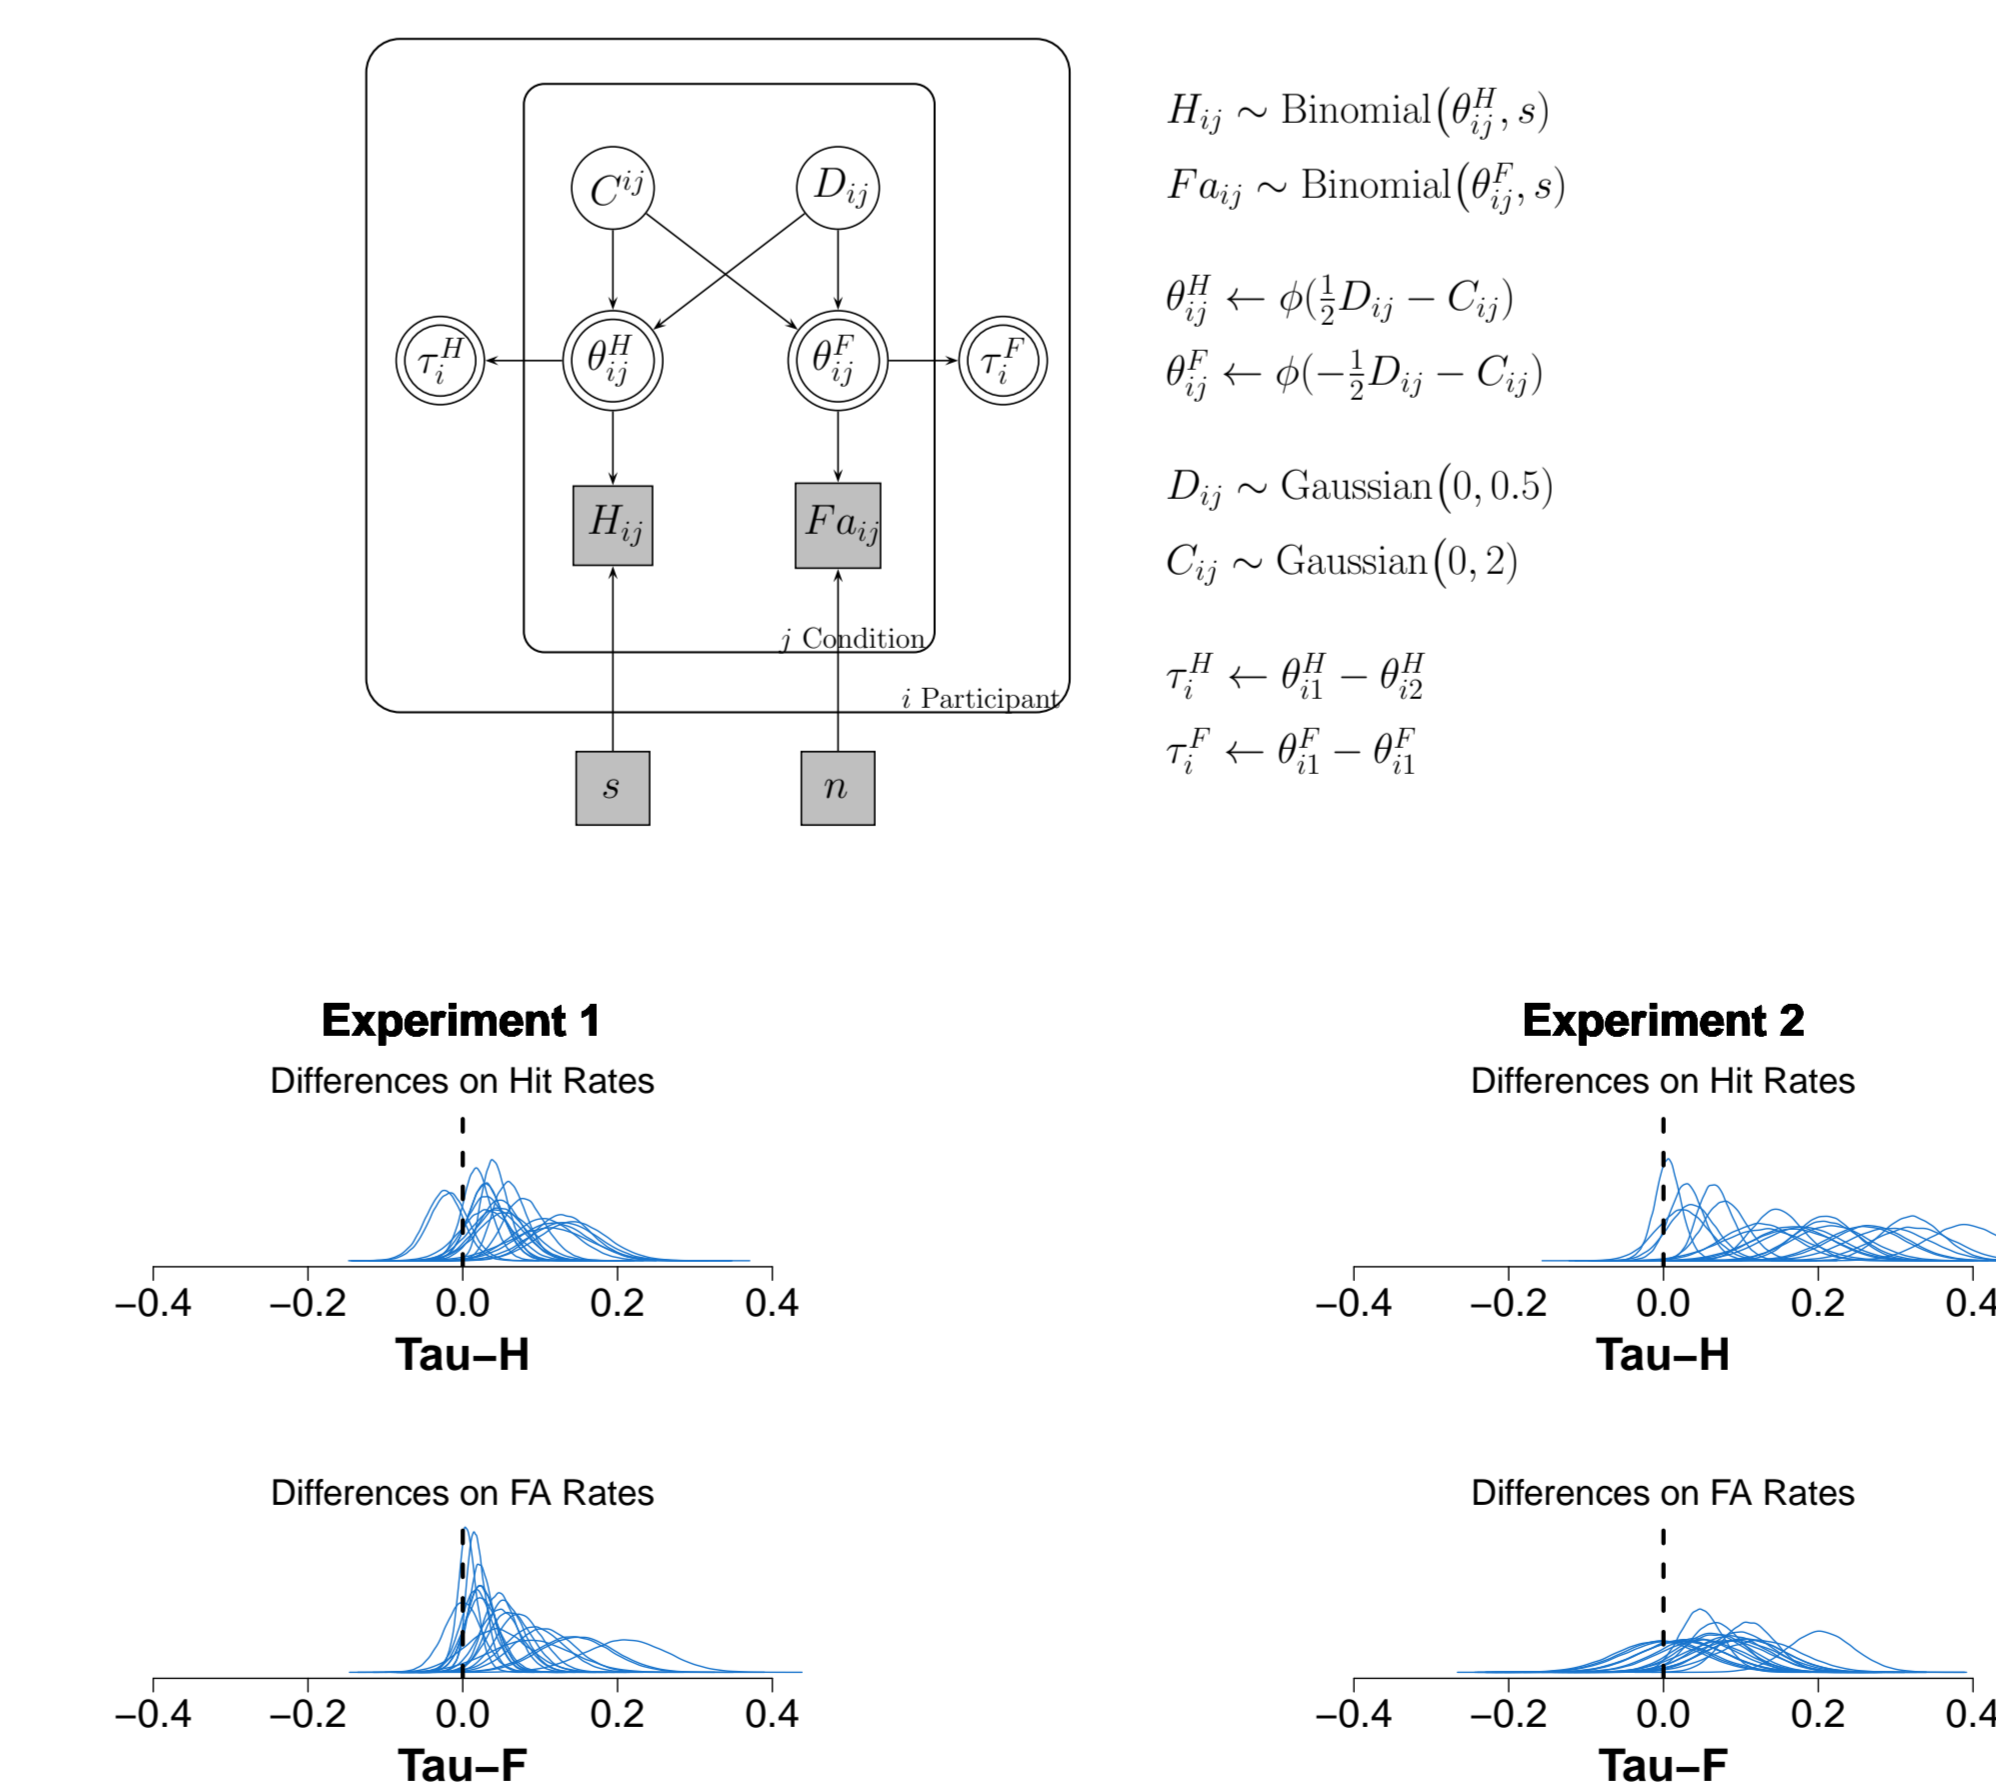 C^{ij} D_{ij}
τ_i^H θ_{ij}^H θ_{ij}^F τ_i^F
H_{ij} Fa_{ij}
j Condition
i Participant
s n
H_{ij} ∼ Binomial(θ_{ij}^H, s)
Fa_{ij} ∼ Binomial(θ_{ij}^F, s)
θ_{ij}^H ← ϕ(½D_{ij} − C_{ij})
θ_{ij}^F ← ϕ(−½D_{ij} − C_{ij})
D_{ij} ∼ Gaussian(0, 0.5)
C_{ij} ∼ Gaussian(0, 2)
τ_i^H ← θ_{i1}^H − θ_{i2}^H
τ_i^F ← θ_{i1}^F − θ_{i1}^F
Experiment 1
Differences on Hit Rates
−0.4 −0.2 0.0 0.2 0.4
Tau−H
Differences on FA Rates
−0.4 −0.2 0.0 0.2 0.4
Tau−F
Experiment 2
Differences on Hit Rates
−0.4 −0.2 0.0 0.2 0.4
Tau−H
Differences on FA Rates
−0.4 −0.2 0.0 0.2 0.4
Tau−F